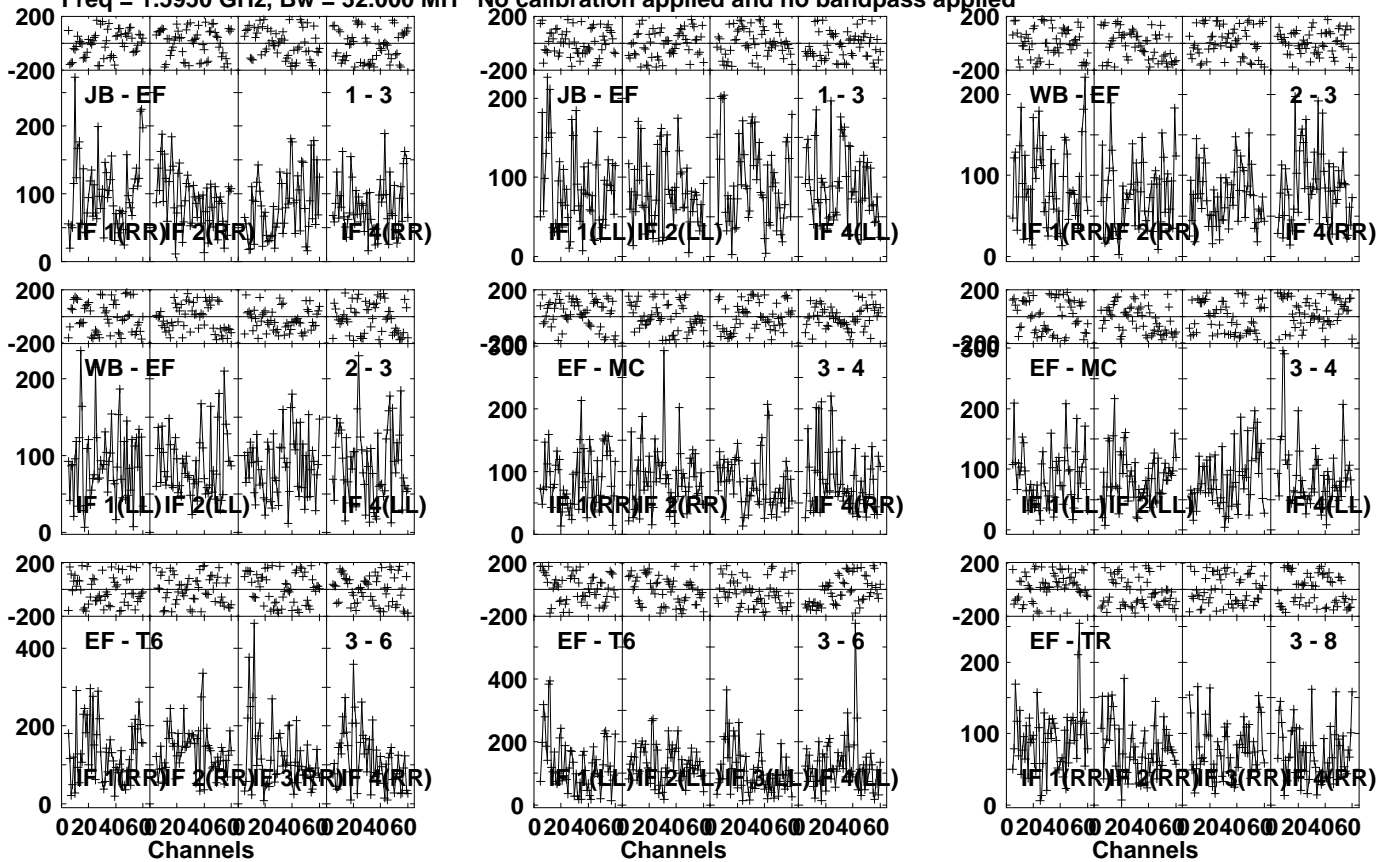 Freq = 1.5950 GHz, Bw = 32.000 MH No calibration applied and no bandpass applied
200
-200
JB - EF 1 - 3
200
100
0
IF 1(RR) IF 2(RR) IF 4(RR)
200
-200
JB - EF 1 - 3
200
100
0
IF 1(LL) IF 2(LL) IF 4(LL)
200
-200
WB - EF 2 - 3
200
100
0
IF 1(RR) IF 2(RR) IF 4(RR)
200
-200
WB - EF 2 - 3
200
100
0
IF 1(LL) IF 2(LL) IF 4(LL)
200
-200
300
EF - MC 3 - 4
200
100
0
IF 1(RR) IF 2(RR) IF 4(RR)
200
-200
300
EF - MC 3 - 4
200
100
0
IF 1(LL) IF 2(LL) IF 4(LL)
200
-200
EF - T6 3 - 6
400
200
0
IF 1(RR) IF 2(RR) IF 3(RR) IF 4(RR)
0 20 40 60 0 20 40 60 0 20 40 60 0 20 40 60
Channels
200
-200
EF - T6 3 - 6
400
200
0
IF 1(LL) IF 2(LL) IF 3(LL) IF 4(LL)
0 20 40 60 0 20 40 60 0 20 40 60 0 20 40 60
Channels
200
-200
EF - TR 3 - 8
200
100
0
IF 1(RR) IF 2(RR) IF 3(RR) IF 4(RR)
0 20 40 60 0 20 40 60 0 20 40 60 0 20 40 60
Channels